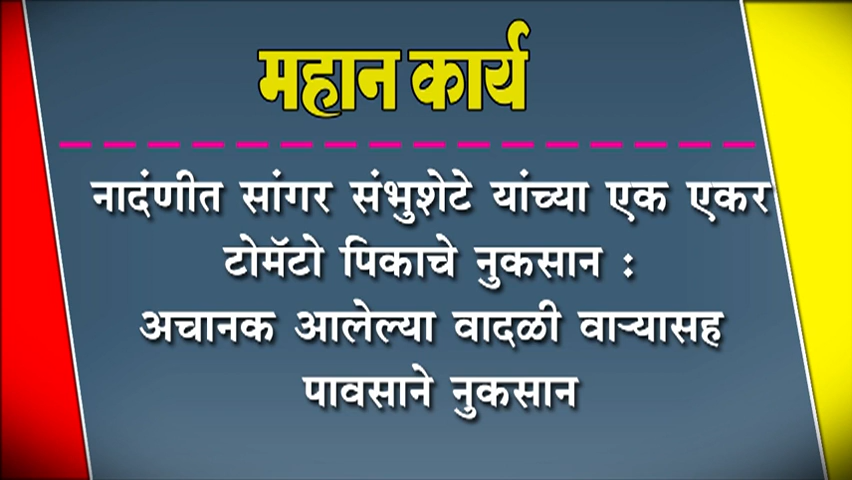 महान कार्य
नादंणीत सांगर संभुशेटे यांच्या एक एकर
टोमॅटो पिकाचे नुकसान :
अचानक आलेल्या वादळी वाऱ्यासह
पावसाने नुकसान